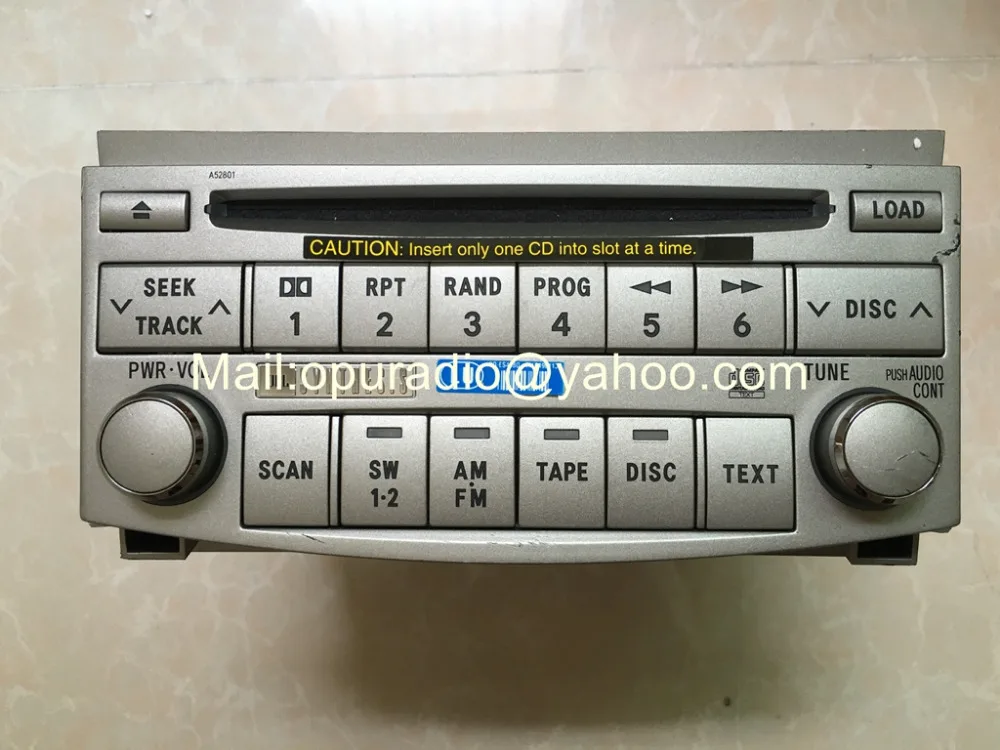 A52801
LOAD
CAUTION: Insert only one CD into slot at a time.
SEEK
TRACK
1
RPT
2
RAND
3
PROG
4
5
6
DISC
PWR·VOL
Mail:opuradio@yahoo.com
TUNE
PUSH AUDIO
CONT
TEXT
SCAN
SW
1·2
AM
FM
TAPE
DISC
TEXT